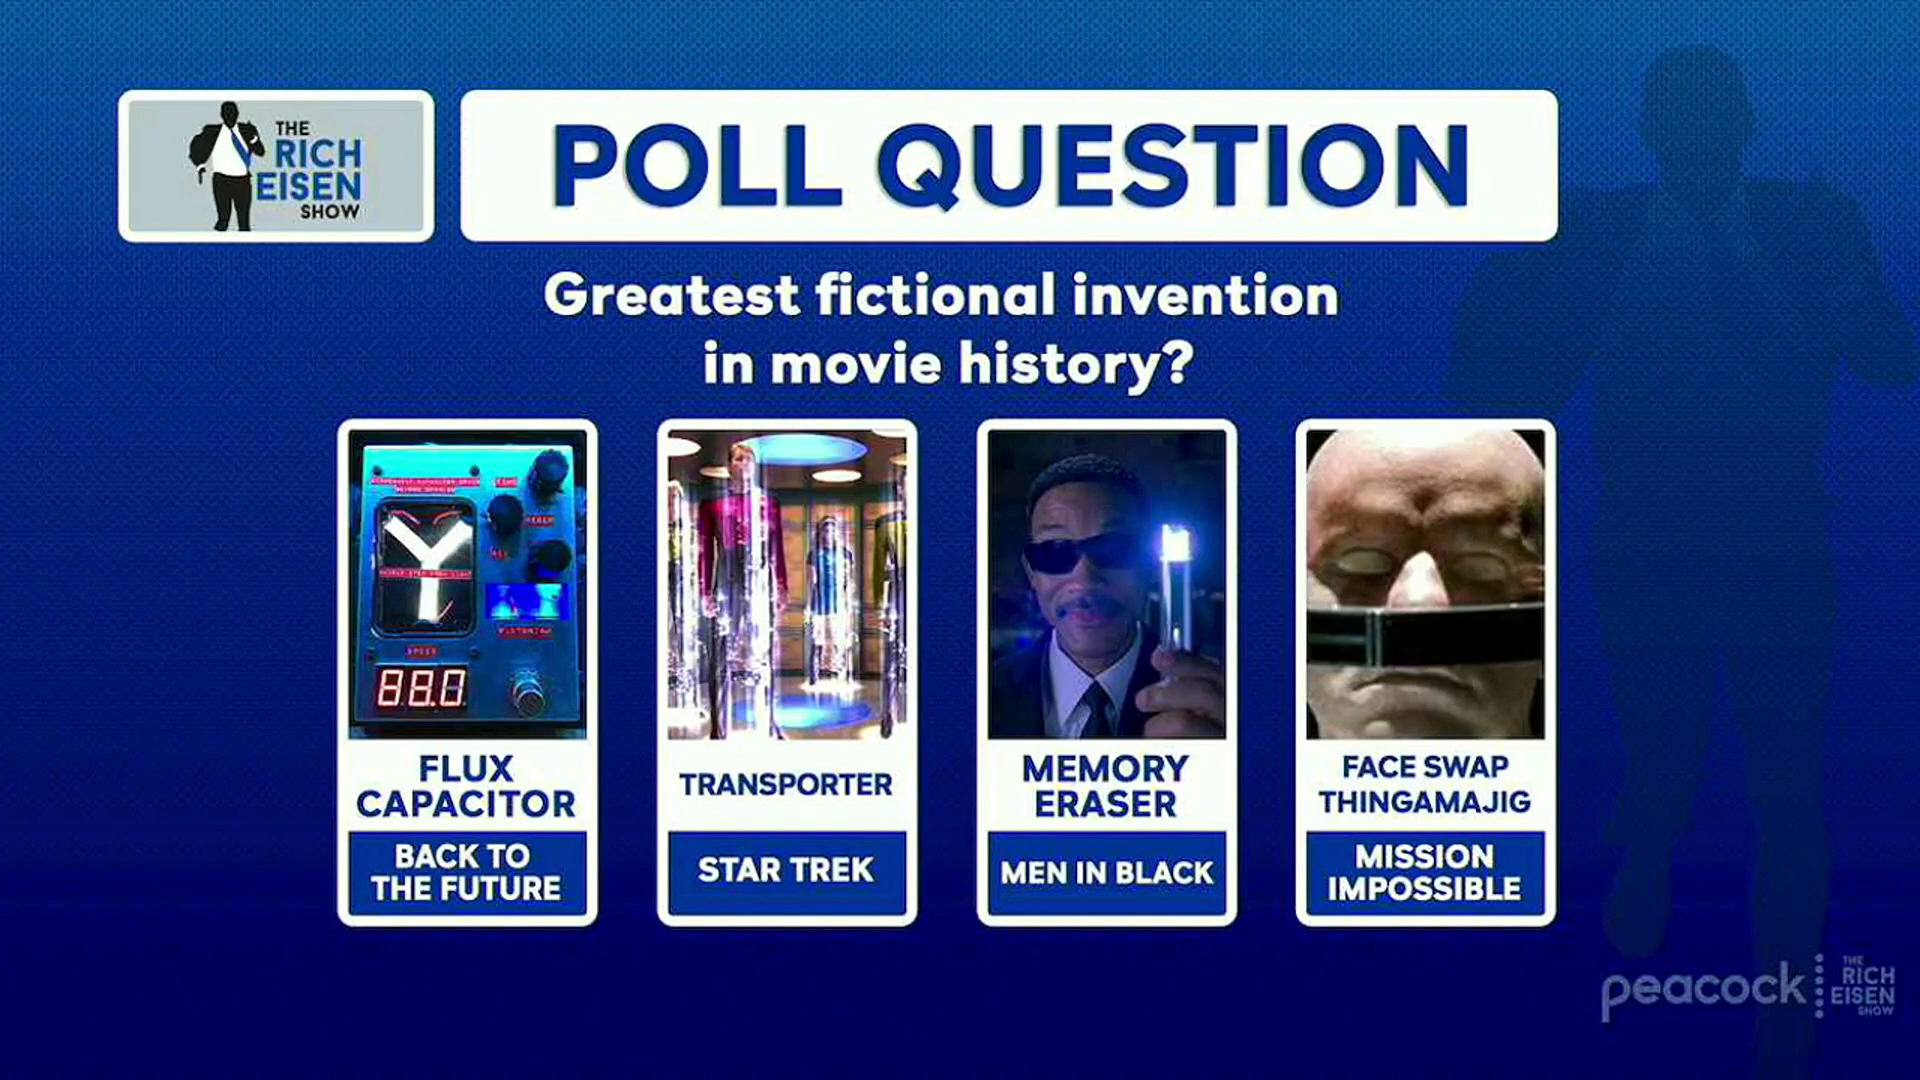 THE
RICH
EISEN
SHOW
POLL QUESTION
Greatest fictional invention
in movie history?
88.0
FLUX
CAPACITOR
BACK TO
THE FUTURE
TRANSPORTER
STAR TREK
MEMORY
ERASER
MEN IN BLACK
FACE SWAP
THINGAMAJIG
MISSION
IMPOSSIBLE
peacock
THE
RICH
EISEN
SHOW